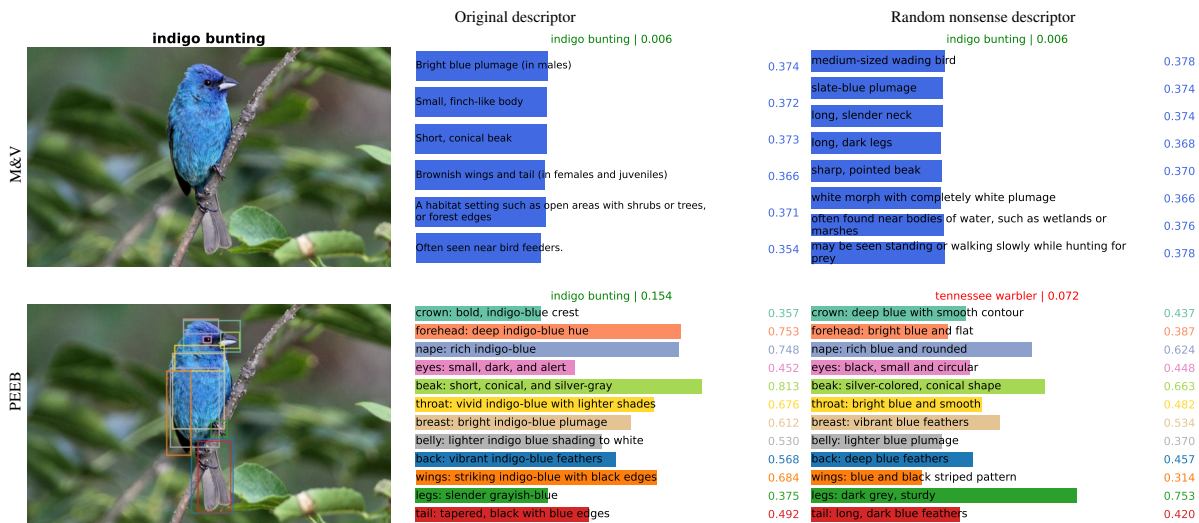 Original descriptor
Random nonsense descriptor
M&V
indigo bunting
indigo bunting | 0.006
Bright blue plumage (in males) 0.374
Small, finch-like body 0.372
Short, conical beak 0.373
Brownish wings and tail (in females and juveniles) 0.366
A habitat setting such as open areas with shrubs or trees,
or forest edges 0.371
Often seen near bird feeders. 0.354
indigo bunting | 0.006
medium-sized wading bird 0.378
slate-blue plumage 0.374
long, slender neck 0.374
long, dark legs 0.368
sharp, pointed beak 0.370
white morph with completely white plumage 0.366
often found near bodies of water, such as wetlands or
marshes 0.376
may be seen standing or walking slowly while hunting for
prey 0.378
PEEB
indigo bunting | 0.154
crown: bold, indigo-blue crest 0.357
forehead: deep indigo-blue hue 0.753
nape: rich indigo-blue 0.748
eyes: small, dark, and alert 0.452
beak: short, conical, and silver-gray 0.813
throat: vivid indigo-blue with lighter shades 0.676
breast: bright indigo-blue plumage 0.612
belly: lighter indigo blue shading to white 0.530
back: vibrant indigo-blue feathers 0.568
wings: striking indigo-blue with black edges 0.684
legs: slender grayish-blue 0.375
tail: tapered, black with blue edges 0.492
tennessee warbler | 0.072
crown: deep blue with smooth contour 0.437
forehead: bright blue and flat 0.387
nape: rich blue and rounded 0.624
eyes: black, small and circular 0.448
beak: silver-colored, conical shape 0.663
throat: bright blue and smooth 0.482
breast: vibrant blue feathers 0.534
belly: lighter blue plumage 0.370
back: deep blue feathers 0.457
wings: blue and black striped pattern 0.314
legs: dark grey, sturdy 0.753
tail: long, dark blue feathers 0.420